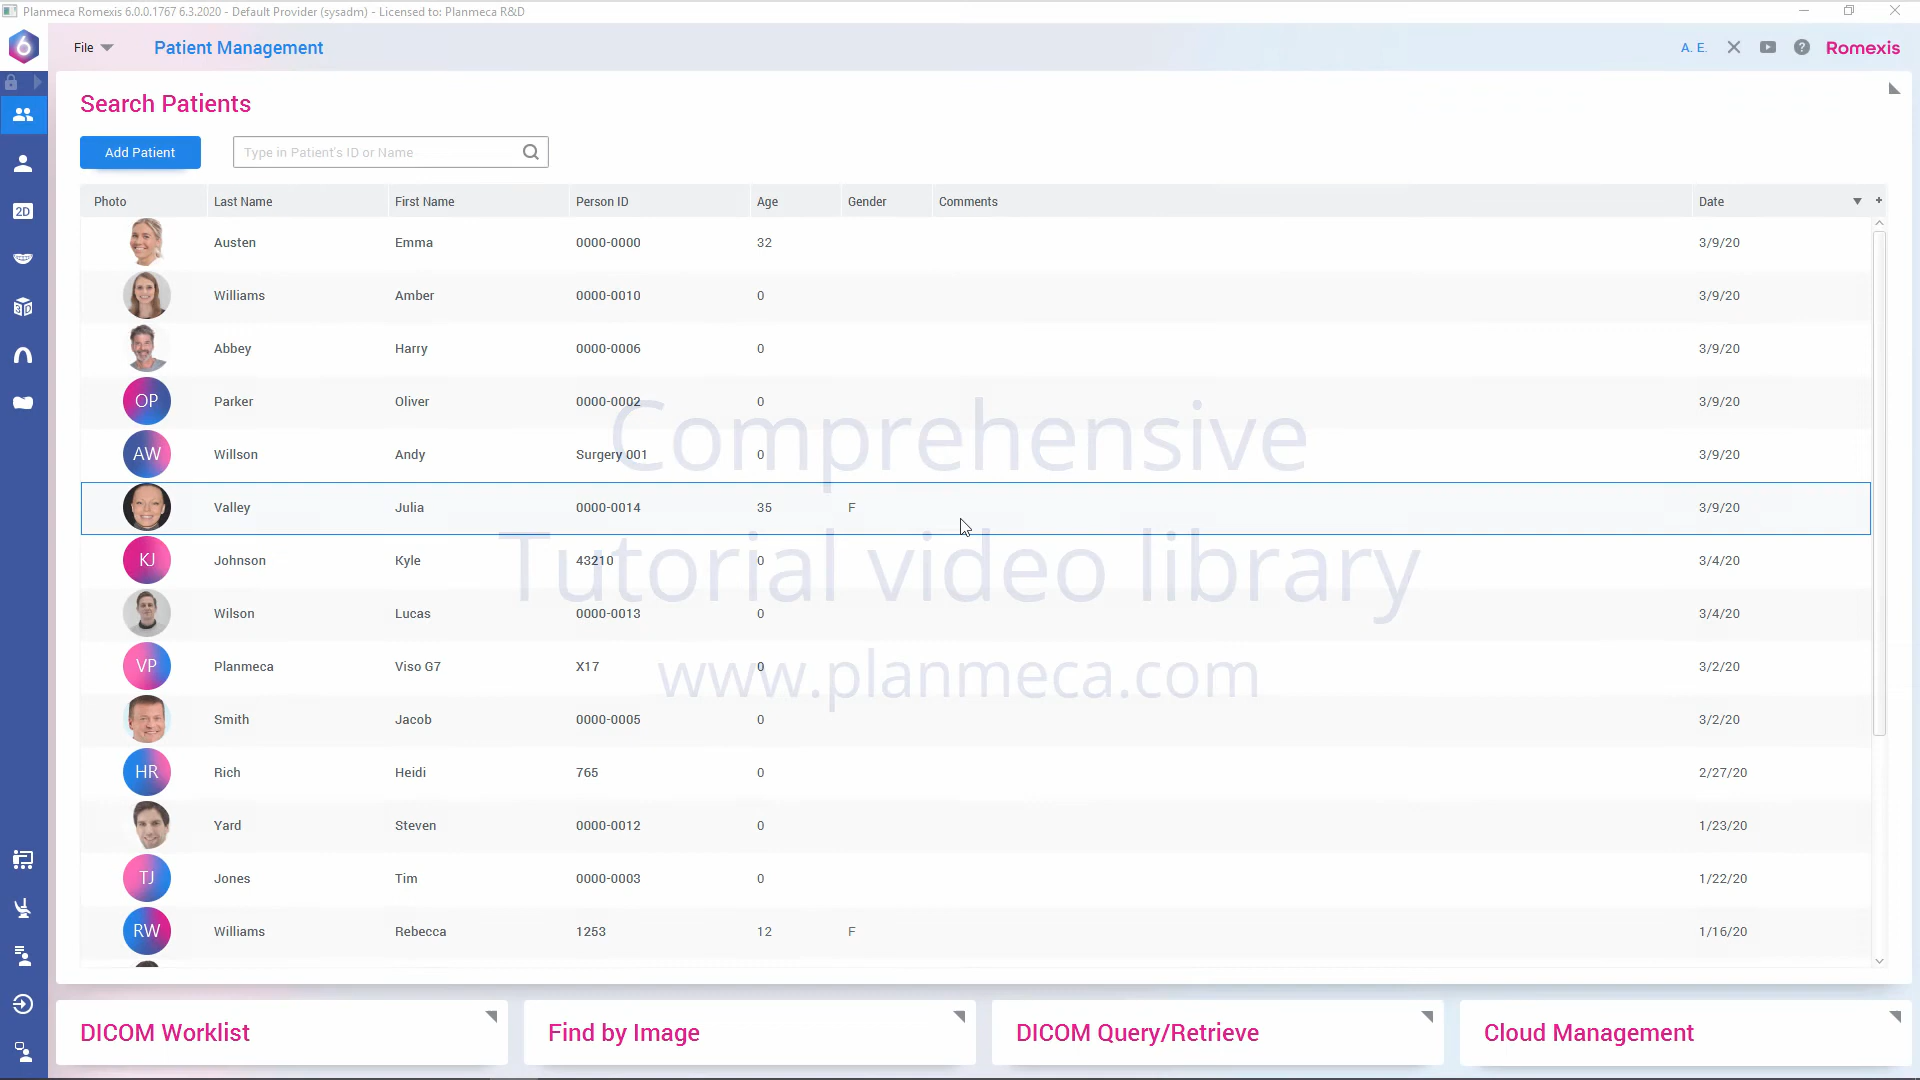 Planmeca Romexis 6.0.0.1767 6.3.2020 - Default Provider (sysadm) - Licensed to: Planmeca R&D
6 File Patient Management A. E. Romexis
Search Patients
Add Patient Type in Patient's ID or Name
Photo Last Name First Name Person ID Age Gender Comments Date
Austen Emma 0000-0000 32 3/9/20
Williams Amber 0000-0010 0 3/9/20
Abbey Harry 0000-0006 0 3/9/20
OP Parker Oliver 0000-0002 0 3/9/20
Comprehensive
AW Willson Andy Surgery 001 0 3/9/20
2D Valley Julia 0000-0014 35 F 3/9/20
Tutorial video library
KJ Johnson Kyle 43210 0 3/4/20
3D Wilson Lucas 0000-0013 0 3/4/20
VP Planmeca Viso G7 X17 0 3/2/20
www.planmeca.com
Smith Jacob 0000-0005 0 3/2/20
HR Rich Heidi 765 0 2/27/20
Yard Steven 0000-0012 0 1/23/20
TJ Jones Tim 0000-0003 0 1/22/20
RW Williams Rebecca 1253 12 F 1/16/20
DICOM Worklist Find by Image DICOM Query/Retrieve Cloud Management